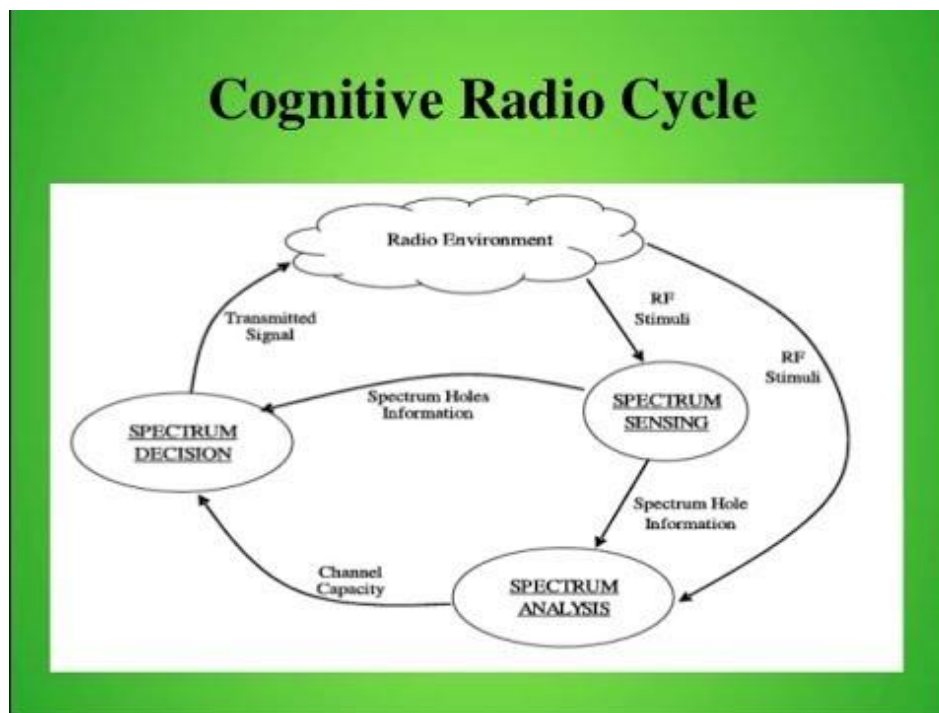 Cognitive Radio Cycle
Radio Environment
RF
Stimuli
Transmitted
Signal
RF
Stimuli
Spectrum Holes
Information
SPECTRUM
SENSING
SPECTRUM
DECISION
Spectrum Hole
Information
Channel
Capacity
SPECTRUM
ANALYSIS